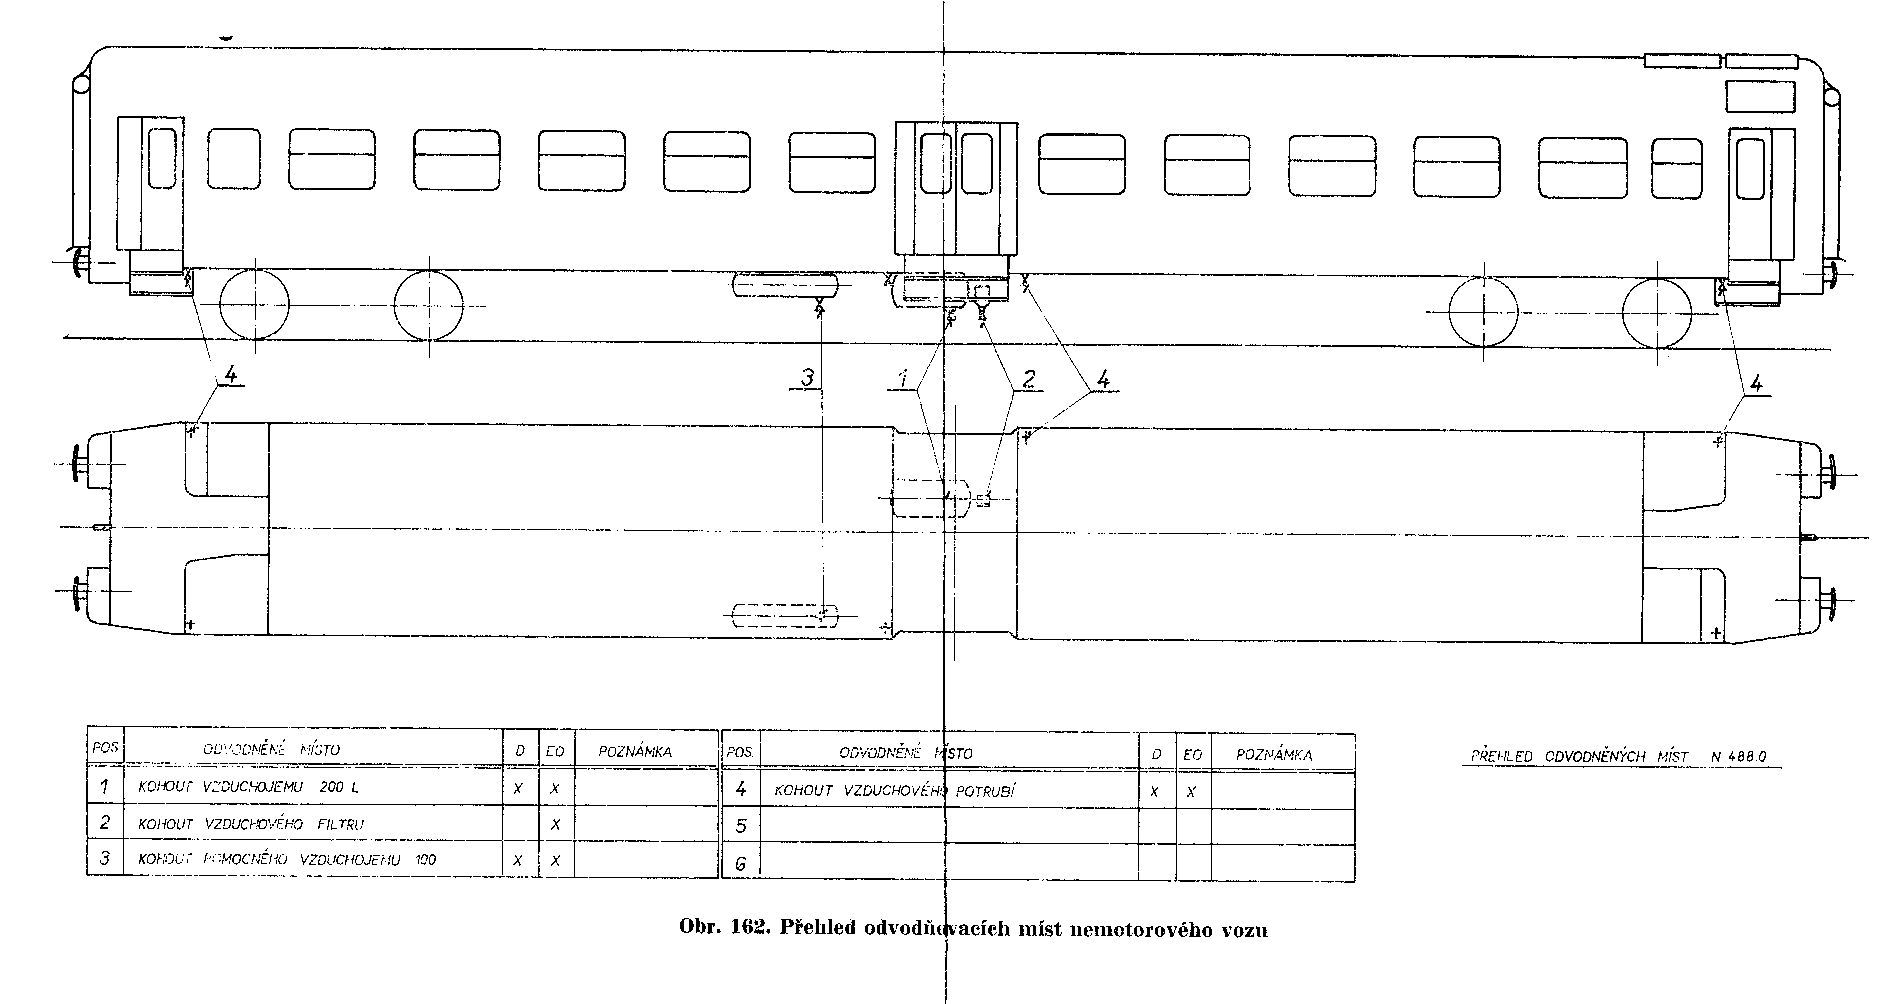 4
3
1
2
4
4
POS ODVODNĚNÉ MÍSTO D EO POZNÁMKA POS. ODVODNĚNÉ MÍSTO D EO POZNÁMKA
1 KOHOUT VZDUCHOJEMU 200 L X X 4 KOHOUT VZDUCHOVÉHO POTRUBÍ X X
2 KOHOUT VZDUCHOVÉHO FILTRU X 5
3 KOHOUT POMOCNÉHO VZDUCHOJEMU 100 X X 6
PŘEHLED ODVODNĚNÝCH MÍST N 488.0
Obr. 162. Přehled odvodňovacích míst nemotorového vozu